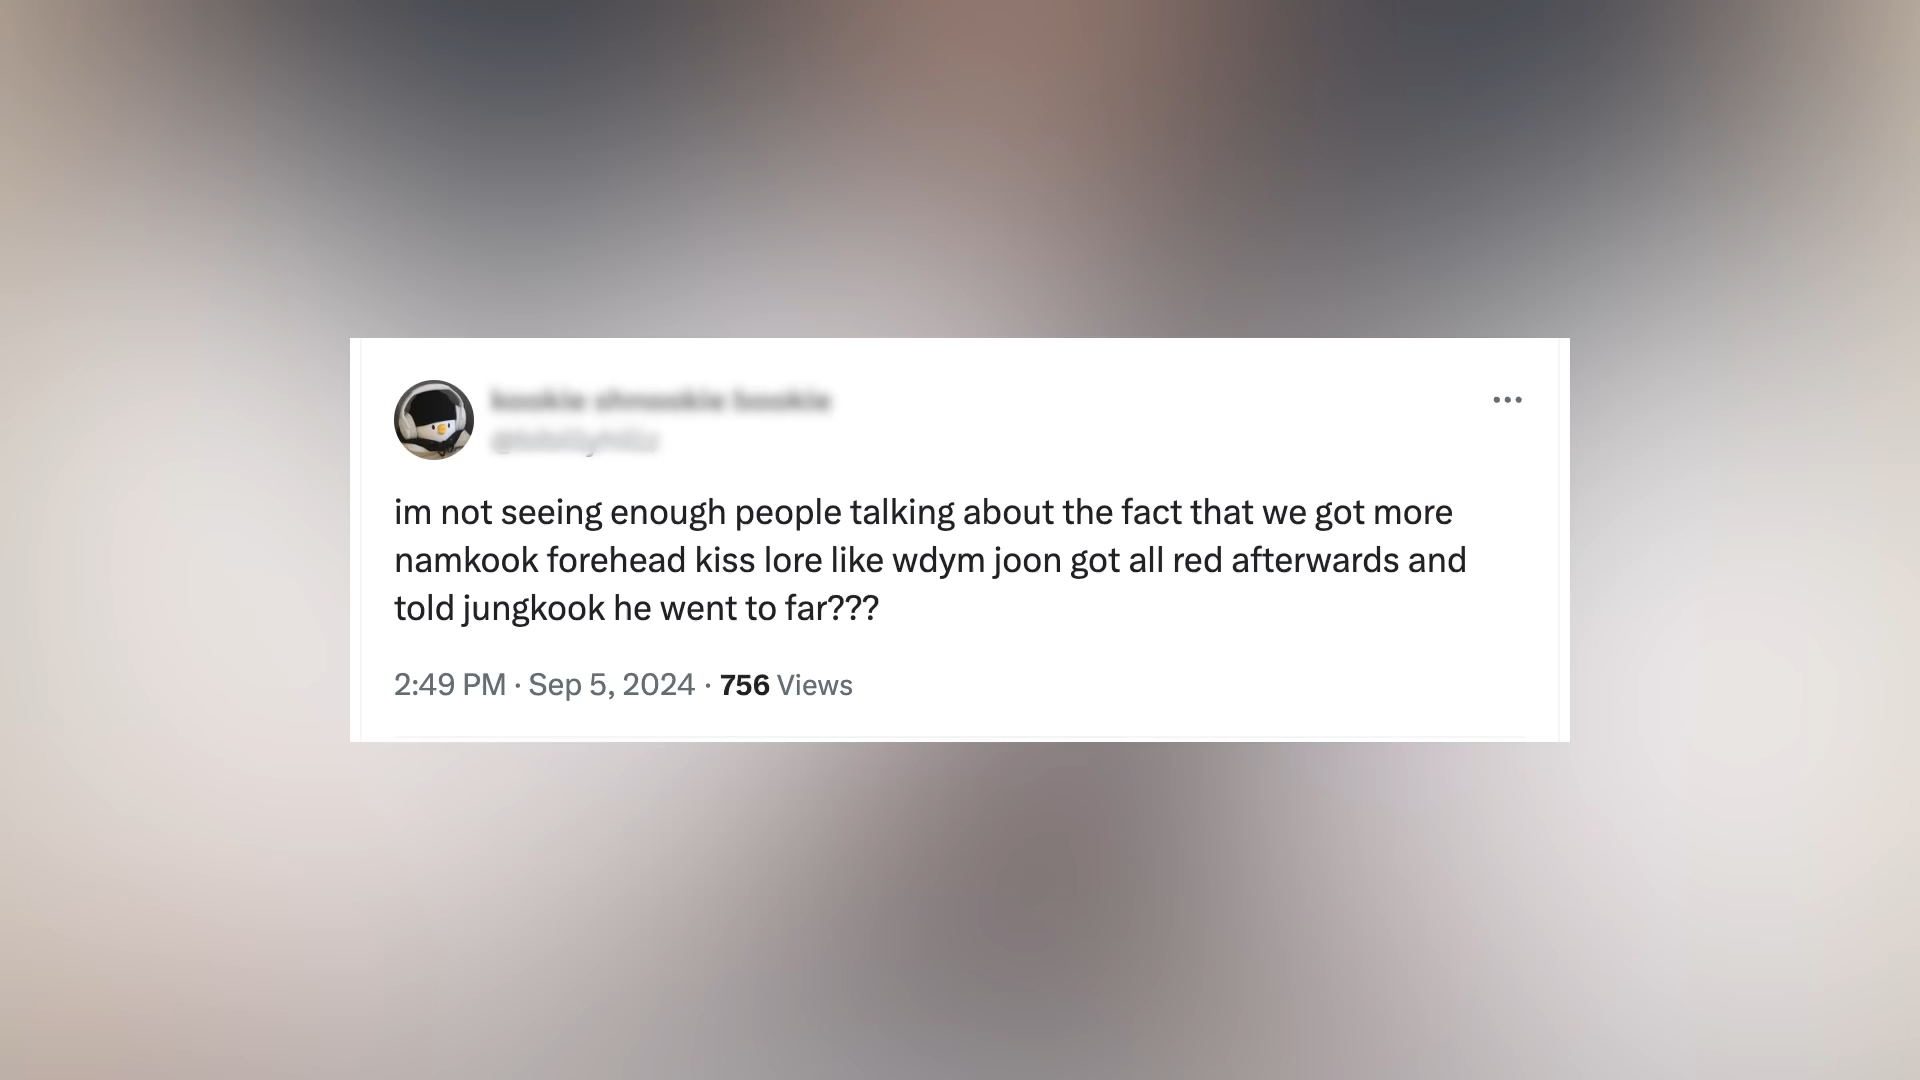 im not seeing enough people talking about the fact that we got more
namkook forehead kiss lore like wdym joon got all red afterwards and
told jungkook he went to far???
2:49 PM · Sep 5, 2024 · 756 Views